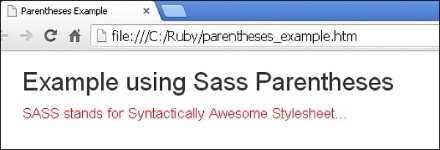 Parentheses Example
file:///C:/Ruby/parentheses_example.htm
Example using Sass Parentheses
SASS stands for Syntactically Awesome Stylesheet...